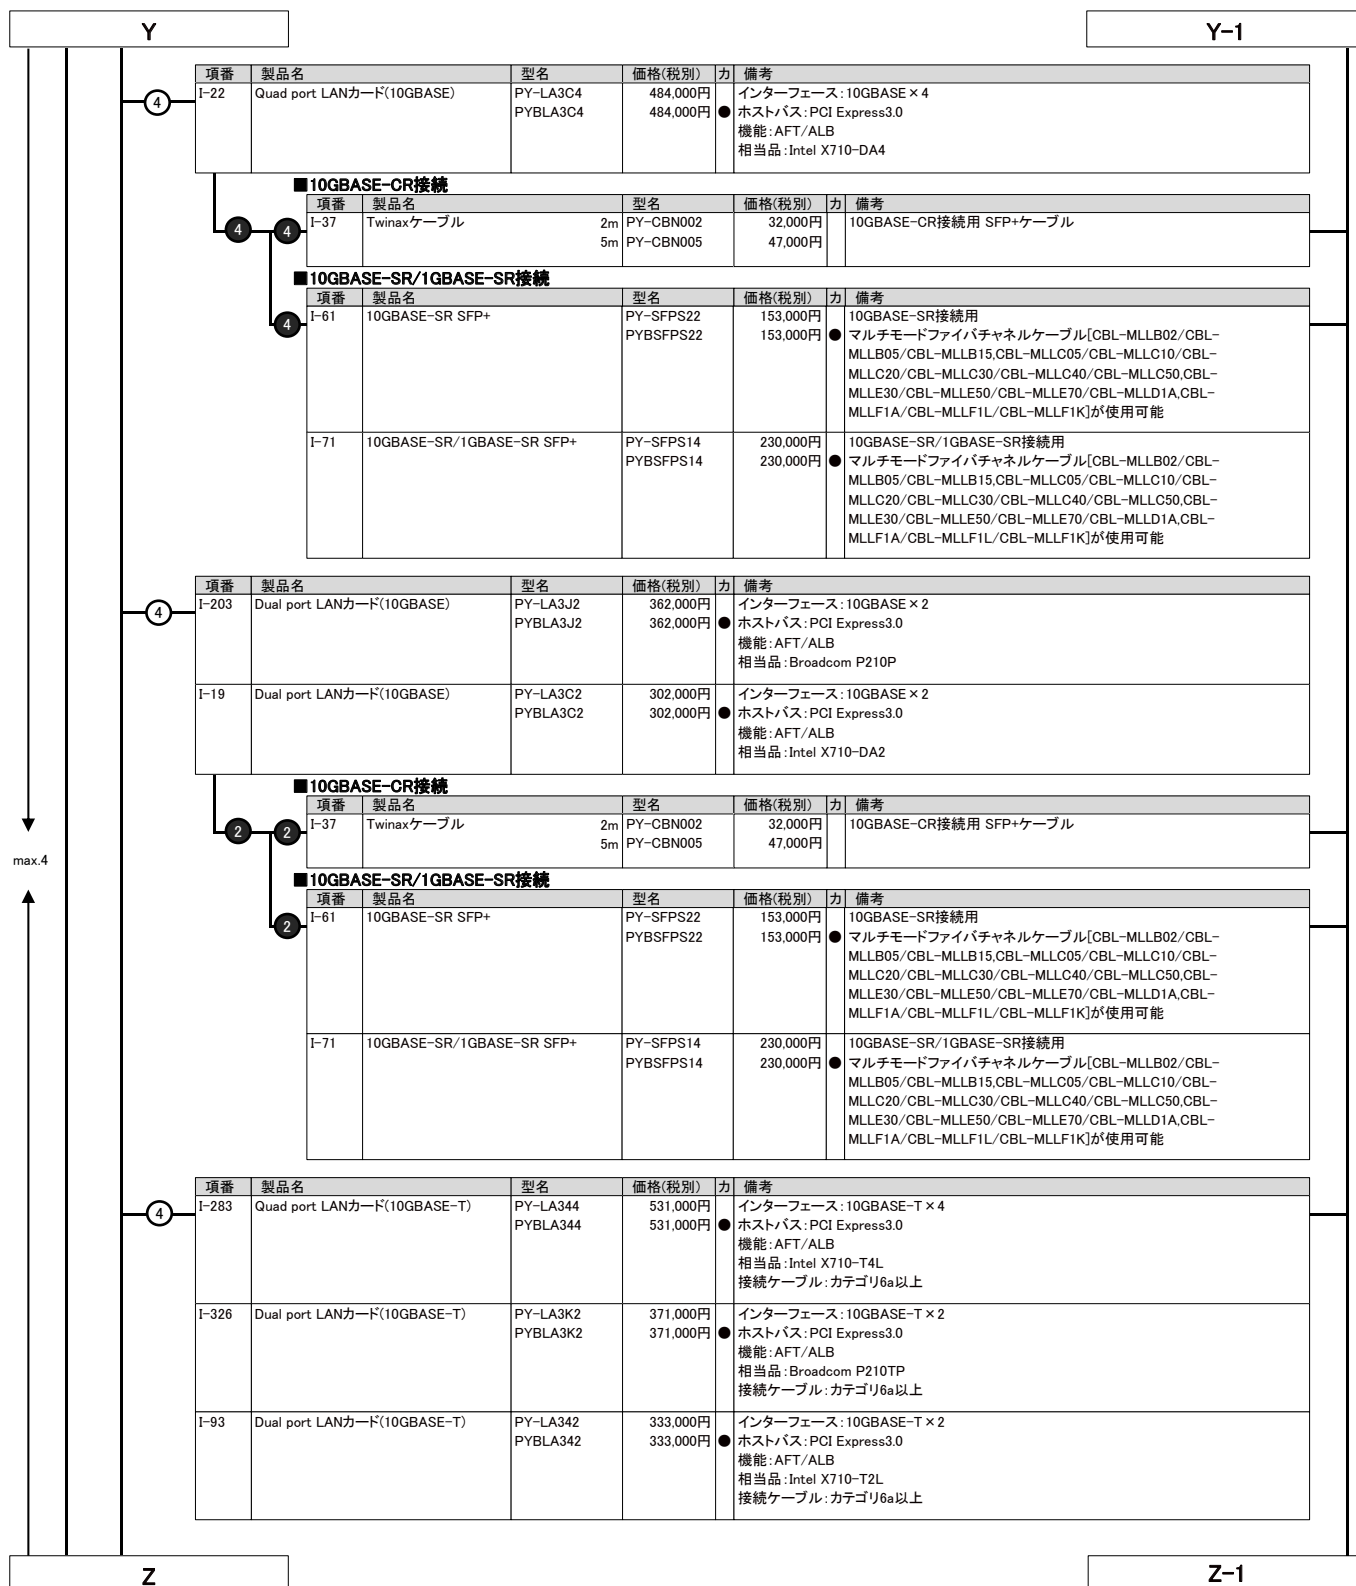 Y
Y-1
項番 製品名 型名 価格(税別) カ 備考
I-22 Quad port LANカード(10GBASE) PY-LA3C4 484,000円 インターフェース:10GBASE×4
PYBLA3C4 484,000円 ● ホストバス:PCI Express3.0
機能:AFT/ALB
相当品:Intel X710-DA4
4
■10GBASE-CR接続
項番 製品名 型名 価格(税別) カ 備考
I-37 Twinaxケーブル 2m PY-CBN002 32,000円 10GBASE-CR接続用 SFP+ケーブル
4 4
5m PY-CBN005 47,000円
■10GBASE-SR/1GBASE-SR接続
項番 製品名 型名 価格(税別) カ 備考
I-61 10GBASE-SR SFP+ PY-SFPS22 153,000円 10GBASE-SR接続用
4
PYBSFPS22 153,000円 ● マルチモードファイバチャネルケーブル[CBL-MLLB02/CBL-
MLLB05/CBL-MLLB15,CBL-MLLC05/CBL-MLLC10/CBL-
MLLC20/CBL-MLLC30/CBL-MLLC40/CBL-MLLC50,CBL-
MLLE30/CBL-MLLE50/CBL-MLLE70/CBL-MLLD1A,CBL-
MLLF1A/CBL-MLLF1L/CBL-MLLF1K]が使用可能
I-71 10GBASE-SR/1GBASE-SR SFP+ PY-SFPS14 230,000円 10GBASE-SR/1GBASE-SR接続用
PYBSFPS14 230,000円 ● マルチモードファイバチャネルケーブル[CBL-MLLB02/CBL-
MLLB05/CBL-MLLB15,CBL-MLLC05/CBL-MLLC10/CBL-
MLLC20/CBL-MLLC30/CBL-MLLC40/CBL-MLLC50,CBL-
MLLE30/CBL-MLLE50/CBL-MLLE70/CBL-MLLD1A,CBL-
MLLF1A/CBL-MLLF1L/CBL-MLLF1K]が使用可能
項番 製品名 型名 価格(税別) カ 備考
I-203 Dual port LANカード(10GBASE) PY-LA3J2 362,000円 インターフェース:10GBASE×2
4
PYBLA3J2 362,000円 ● ホストバス:PCI Express3.0
機能:AFT/ALB
相当品:Broadcom P210P
I-19 Dual port LANカード(10GBASE) PY-LA3C2 302,000円 インターフェース:10GBASE×2
PYBLA3C2 302,000円 ● ホストバス:PCI Express3.0
機能:AFT/ALB
相当品:Intel X710-DA2
■10GBASE-CR接続
項番 製品名 型名 価格(税別) カ 備考
I-37 Twinaxケーブル 2m PY-CBN002 32,000円 10GBASE-CR接続用 SFP+ケーブル
2 2
5m PY-CBN005 47,000円
max.4
■10GBASE-SR/1GBASE-SR接続
項番 製品名 型名 価格(税別) カ 備考
I-61 10GBASE-SR SFP+ PY-SFPS22 153,000円 10GBASE-SR接続用
2
PYBSFPS22 153,000円 ● マルチモードファイバチャネルケーブル[CBL-MLLB02/CBL-
MLLB05/CBL-MLLB15,CBL-MLLC05/CBL-MLLC10/CBL-
MLLC20/CBL-MLLC30/CBL-MLLC40/CBL-MLLC50,CBL-
MLLE30/CBL-MLLE50/CBL-MLLE70/CBL-MLLD1A,CBL-
MLLF1A/CBL-MLLF1L/CBL-MLLF1K]が使用可能
I-71 10GBASE-SR/1GBASE-SR SFP+ PY-SFPS14 230,000円 10GBASE-SR/1GBASE-SR接続用
PYBSFPS14 230,000円 ● マルチモードファイバチャネルケーブル[CBL-MLLB02/CBL-
MLLB05/CBL-MLLB15,CBL-MLLC05/CBL-MLLC10/CBL-
MLLC20/CBL-MLLC30/CBL-MLLC40/CBL-MLLC50,CBL-
MLLE30/CBL-MLLE50/CBL-MLLE70/CBL-MLLD1A,CBL-
MLLF1A/CBL-MLLF1L/CBL-MLLF1K]が使用可能
項番 製品名 型名 価格(税別) カ 備考
I-283 Quad port LANカード(10GBASE-T) PY-LA344 531,000円 インターフェース:10GBASE-T×4
4
PYBLA344 531,000円 ● ホストバス:PCI Express3.0
機能:AFT/ALB
相当品:Intel X710-T4L
接続ケーブル:カテゴリ6a以上
I-326 Dual port LANカード(10GBASE-T) PY-LA3K2 371,000円 インターフェース:10GBASE-T×2
PYBLA3K2 371,000円 ● ホストバス:PCI Express3.0
機能:AFT/ALB
相当品:Broadcom P210TP
接続ケーブル:カテゴリ6a以上
I-93 Dual port LANカード(10GBASE-T) PY-LA342 333,000円 インターフェース:10GBASE-T×2
PYBLA342 333,000円 ● ホストバス:PCI Express3.0
機能:AFT/ALB
相当品:Intel X710-T2L
接続ケーブル:カテゴリ6a以上
Z
Z-1